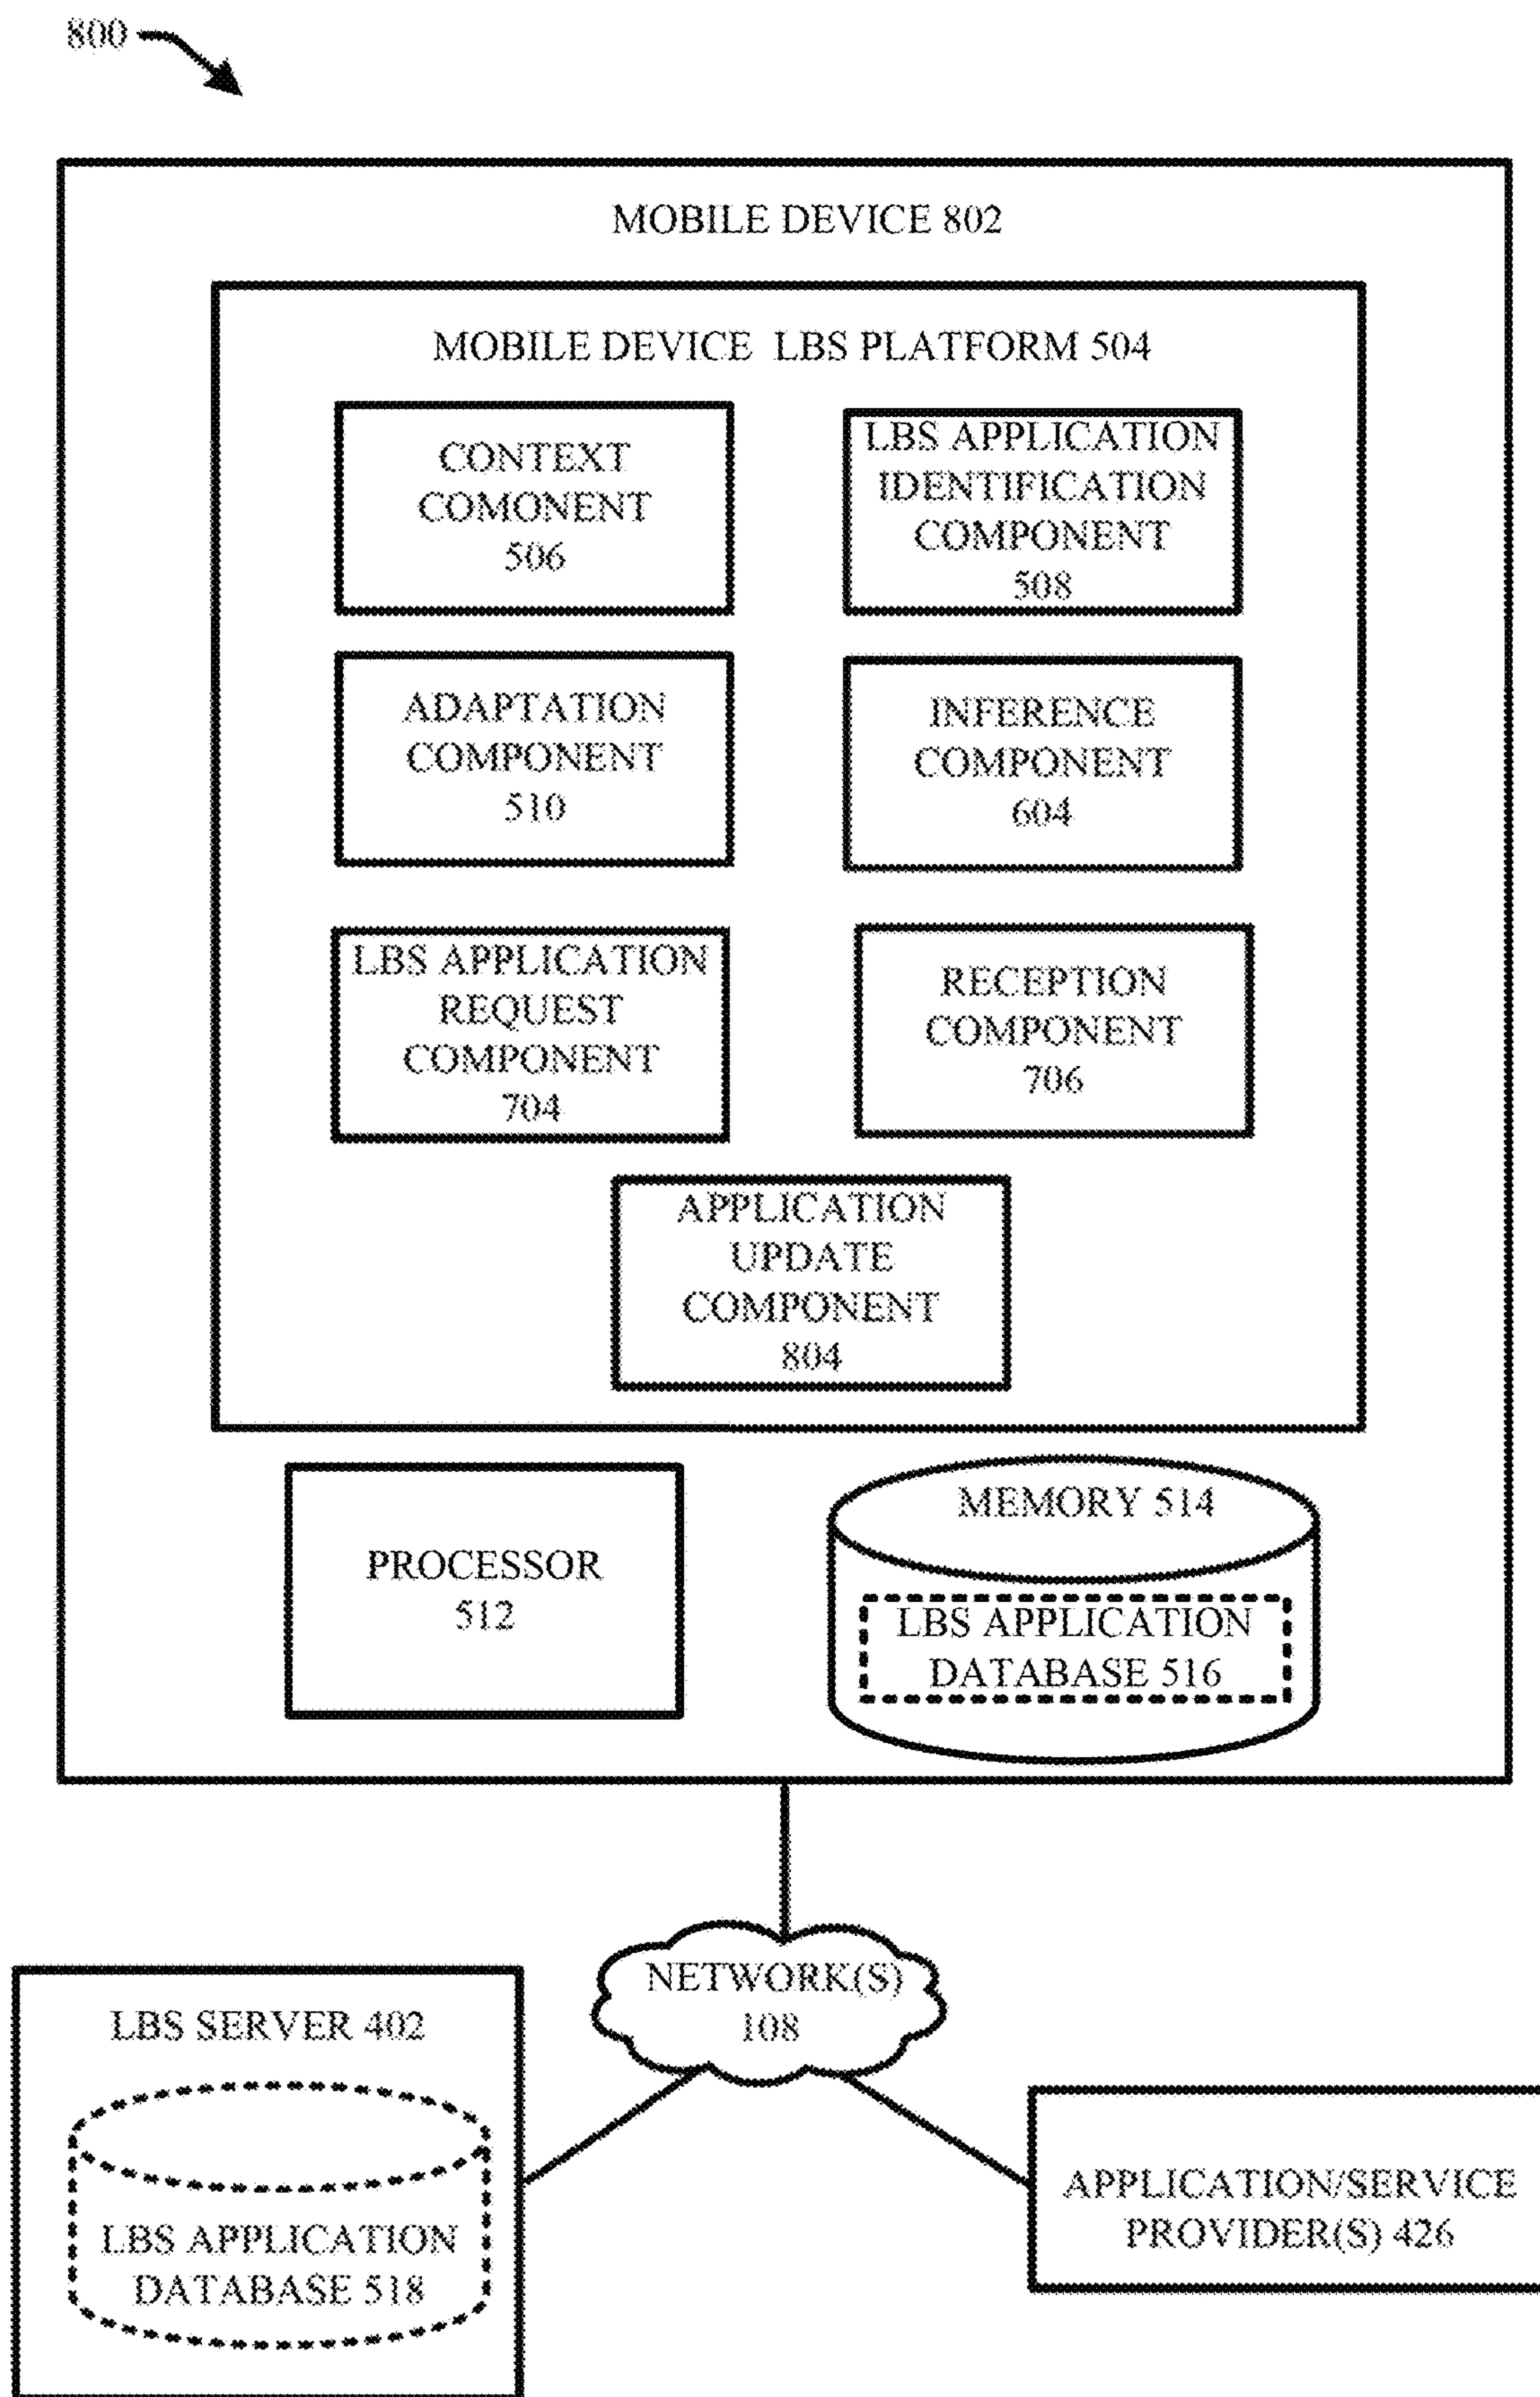 800
MOBILE DEVICE 802
MOBILE DEVICE LBS PLATFORM 504
CONTEXT
COMONENT
506
LBS APPLICATION
IDENTIFICATION
COMPONENT
508
ADAPTATION
COMPONENT
510
INFERENCE
COMPONENT
604
LBS APPLICATION
REQUEST
COMPONENT
704
RECEPTION
COMPONENT
706
APPLICATION
UPDATE
COMPONENT
804
PROCESSOR
512
MEMORY 514
LBS APPLICATION
DATABASE 516
NETWORK(S)
108
LBS SERVER 402
LBS APPLICATION
DATABASE 518
APPLICATION/SERVICE
PROVIDER(S) 426